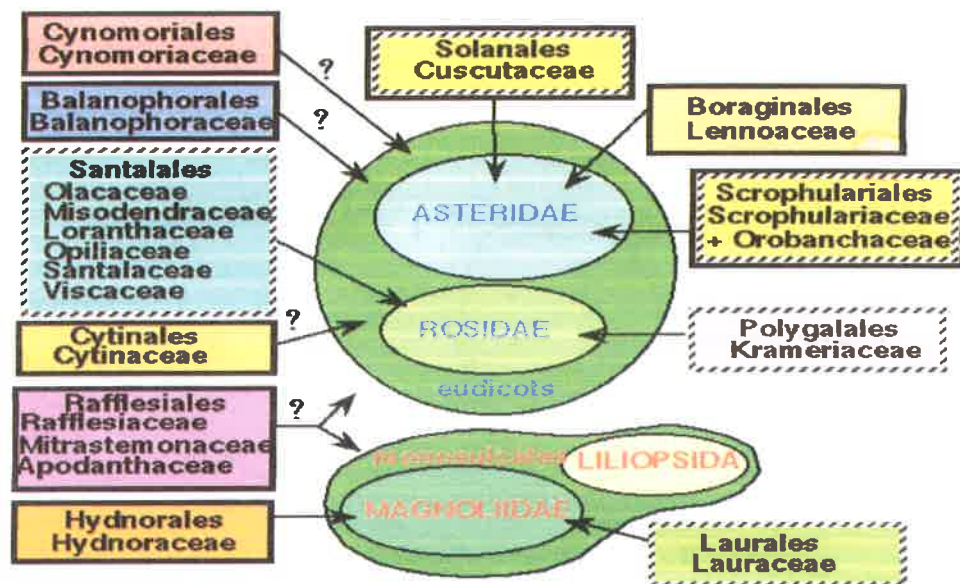 Cynomoriales
Cynomoriaceae
?
Balanophorales
Balanophoraceae
?
Santalales
Olacaceae
Misodendraceae
Loranthaceae
Opiliaceae
Santalaceae
Viscaceae
Cytinales
Cytinaceae
?
Rafflesiales
Rafflesiaceae
Mitrastemonaceae
Apodanthaceae
?
Hydnorales
Hydnoraceae
Solanales
Cuscutaceae
Boraginales
Lennoaceae
Scrophulariales
Scrophulariaceae
+ Orobanchaceae
Polygalales
Krameriaceae
Laurales
Lauraceae
ASTERIDAE
ROSIDAE
eudicots
LILIOPSIDA
MAGNOLIIDAE